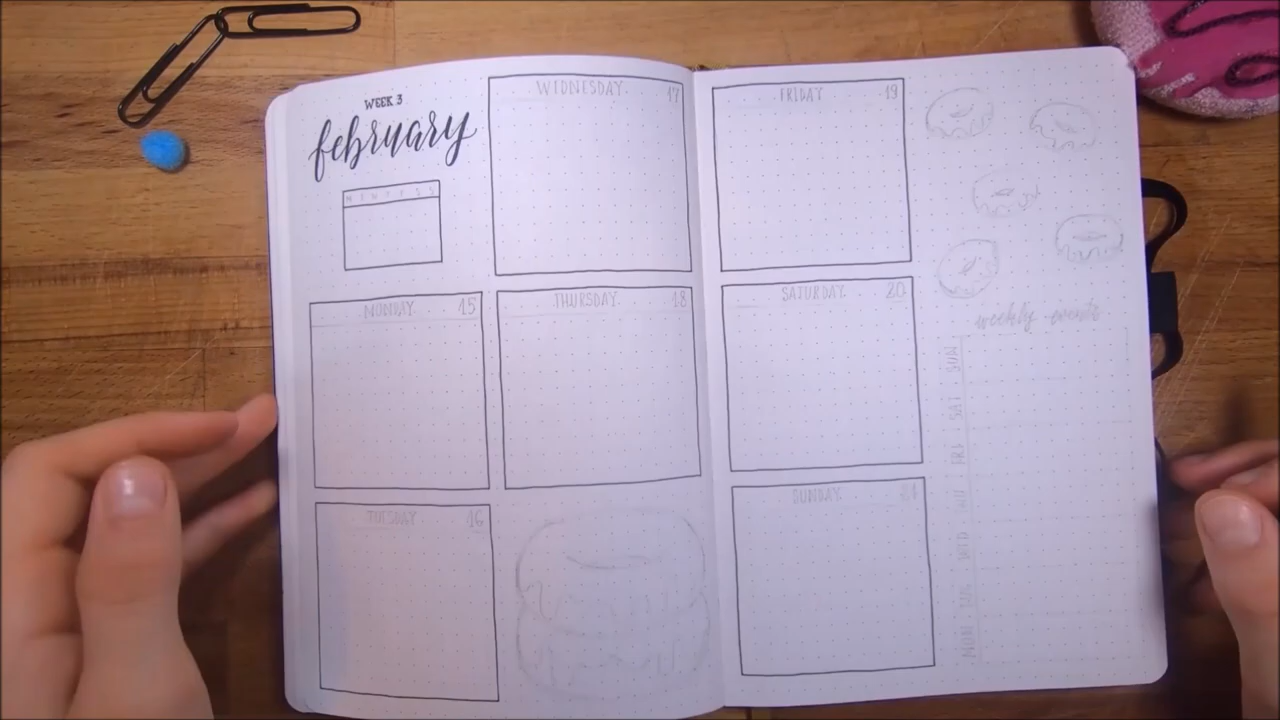 WEEK 3
february
M T W T F S S
MONDAY 15
TUESDAY 16
WEDNESDAY 17
THURSDAY 18
FRIDAY 19
SATURDAY 20
SUNDAY 21
weekly events
SUN
SAT
FRI
THU
WED
TUE
MON